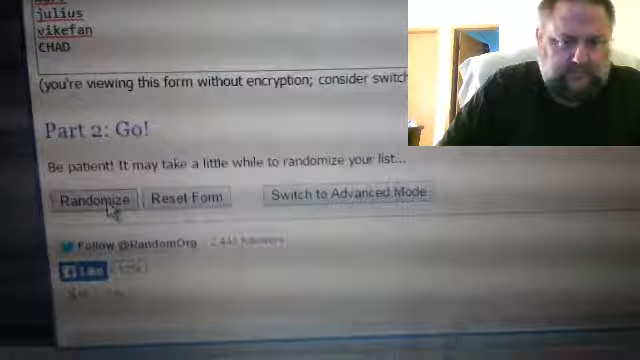 julius
vikefan
CHAD
(you're viewing this form without encryption; consider switch
Part 2: Go!
Be patient! It may take a little while to randomize your list...
Randomize Reset Form Switch to Advanced Mode
Follow @RandomOrg
Like